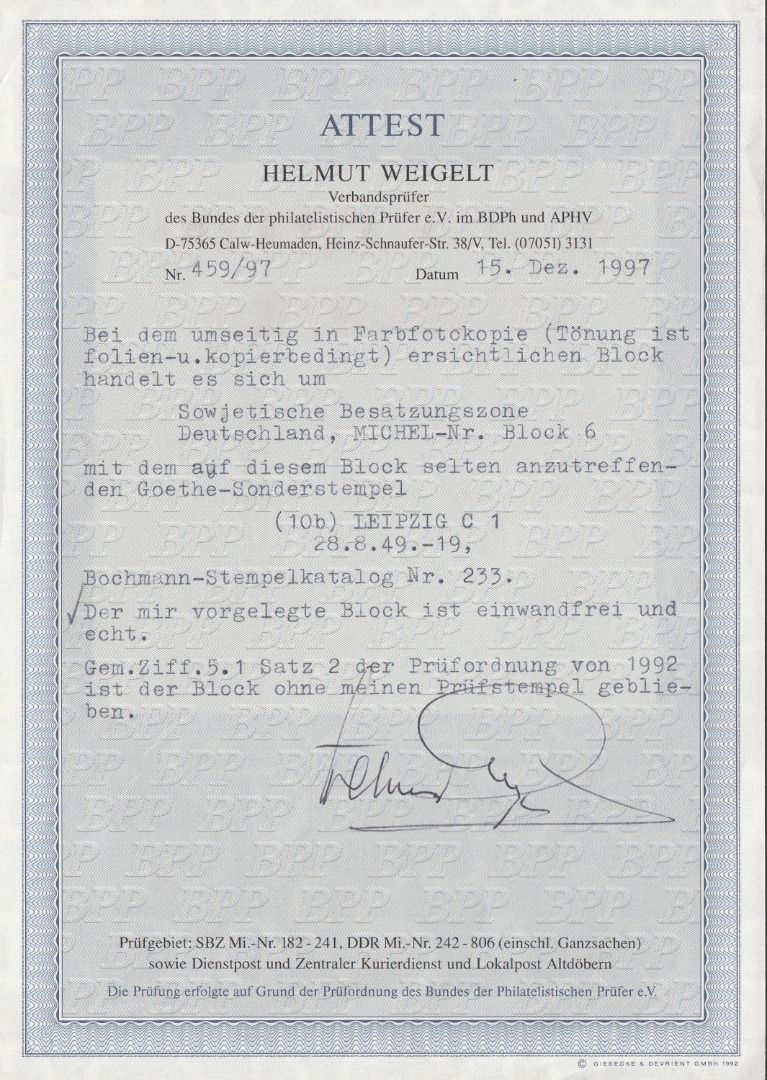 ATTEST
HELMUT WEIGELT
Verbandsprüfer
des Bundes der philatelistischen Prüfer e.V. im BDPh und APHV
D-75365 Calw-Heumaden, Heinz-Schnaufer-Str. 38/V, Tel. (07051) 3131
Nr. 459/97 Datum 15. Dez. 1997
Bei dem umseitig in Farbfotokopie (Tönung ist
folien-u.kopierbedingt) ersichtlichen Block
handelt es sich um
Sowjetische Besatzungszone
Deutschland, MICHEL-Nr. Block 6
mit dem auf diesem Block selten anzutreffen-
den Goethe-Sonderstempel
(10b) LEIPZIG C 1
28.8.49.-19,
Bochmann-Stempelkatalog Nr. 233.
Der mir vorgelegte Block ist einwandfrei und
echt.
Gem.Ziff.5.1 Satz 2 der Prüfordnung von 1992
ist der Block ohne meinen Prüfstempel geblie-
ben.
Prüfgebiet: SBZ Mi.-Nr. 182 - 241, DDR Mi.-Nr. 242 - 806 (einschl. Ganzsachen)
sowie Dienstpost und Zentraler Kurierdienst und Lokalpost Altdöbern
Die Prüfung erfolgte auf Grund der Prüfordnung des Bundes der Philatelistischen Prüfer e.V.
© GIESECKE & DEVRIENT GMBH 1992